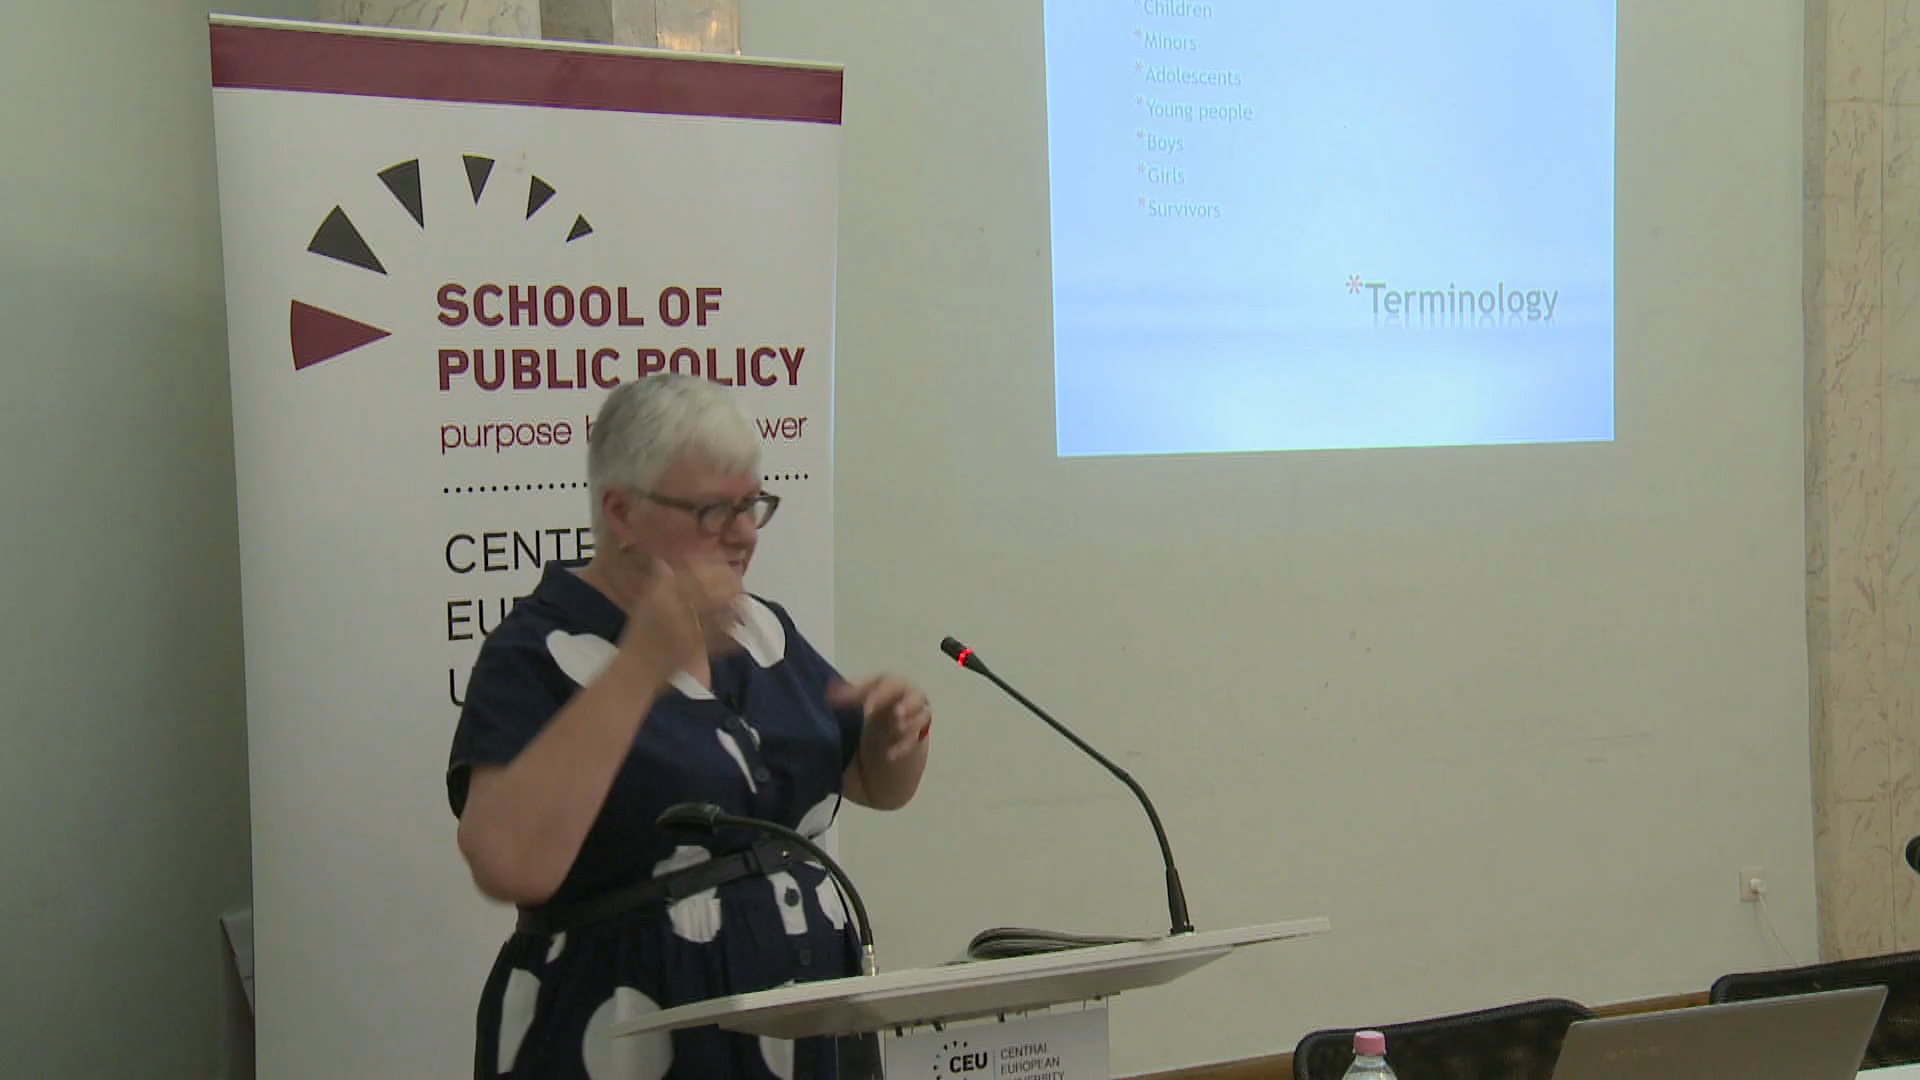 SCHOOL OF
PUBLIC POLICY
purpose
wer
CENTE
EU
U
*Children
*Minors
*Adolescents
*Young people
*Boys
*Girls
*Survivors
*Terminology
CEU
CENTRAL
EUROPEAN